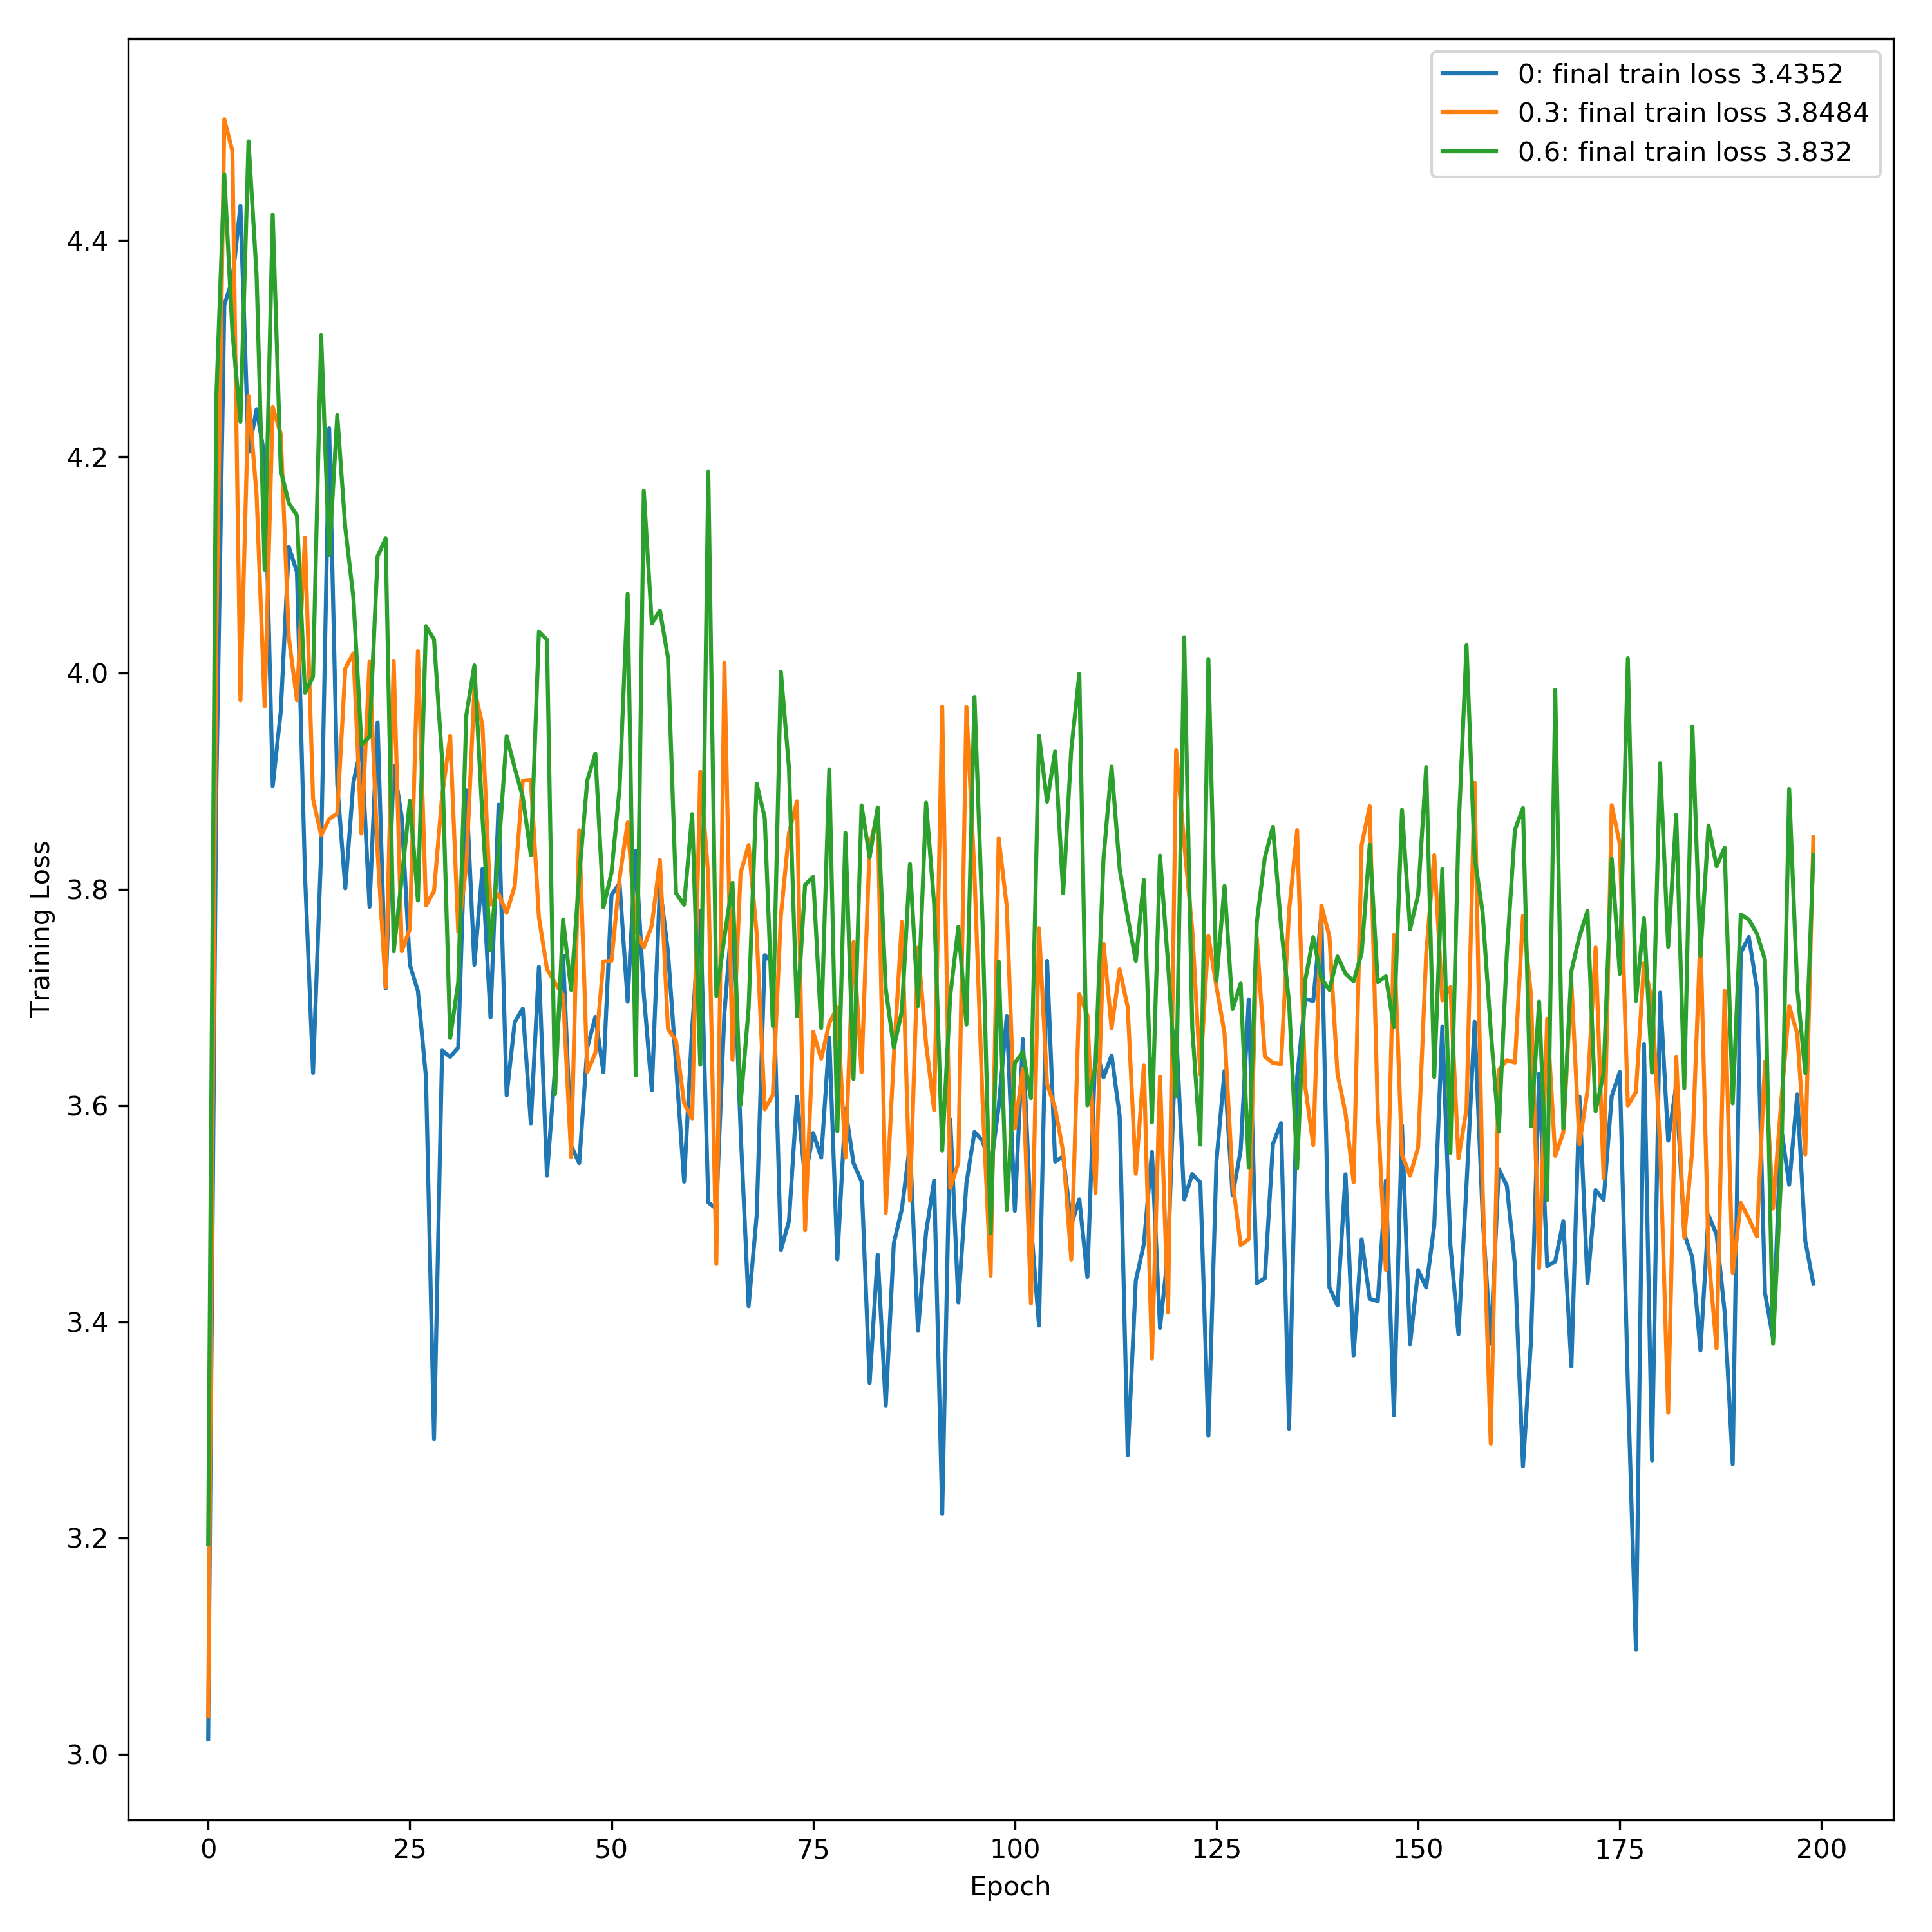 0: final train loss 3.4352
0.3: final train loss 3.8484
0.6: final train loss 3.832
4.4
4.2
4.0
3.8
3.6
3.4
3.2
3.0
Training Loss
0 25 50 75 100 125 150 175 200
Epoch